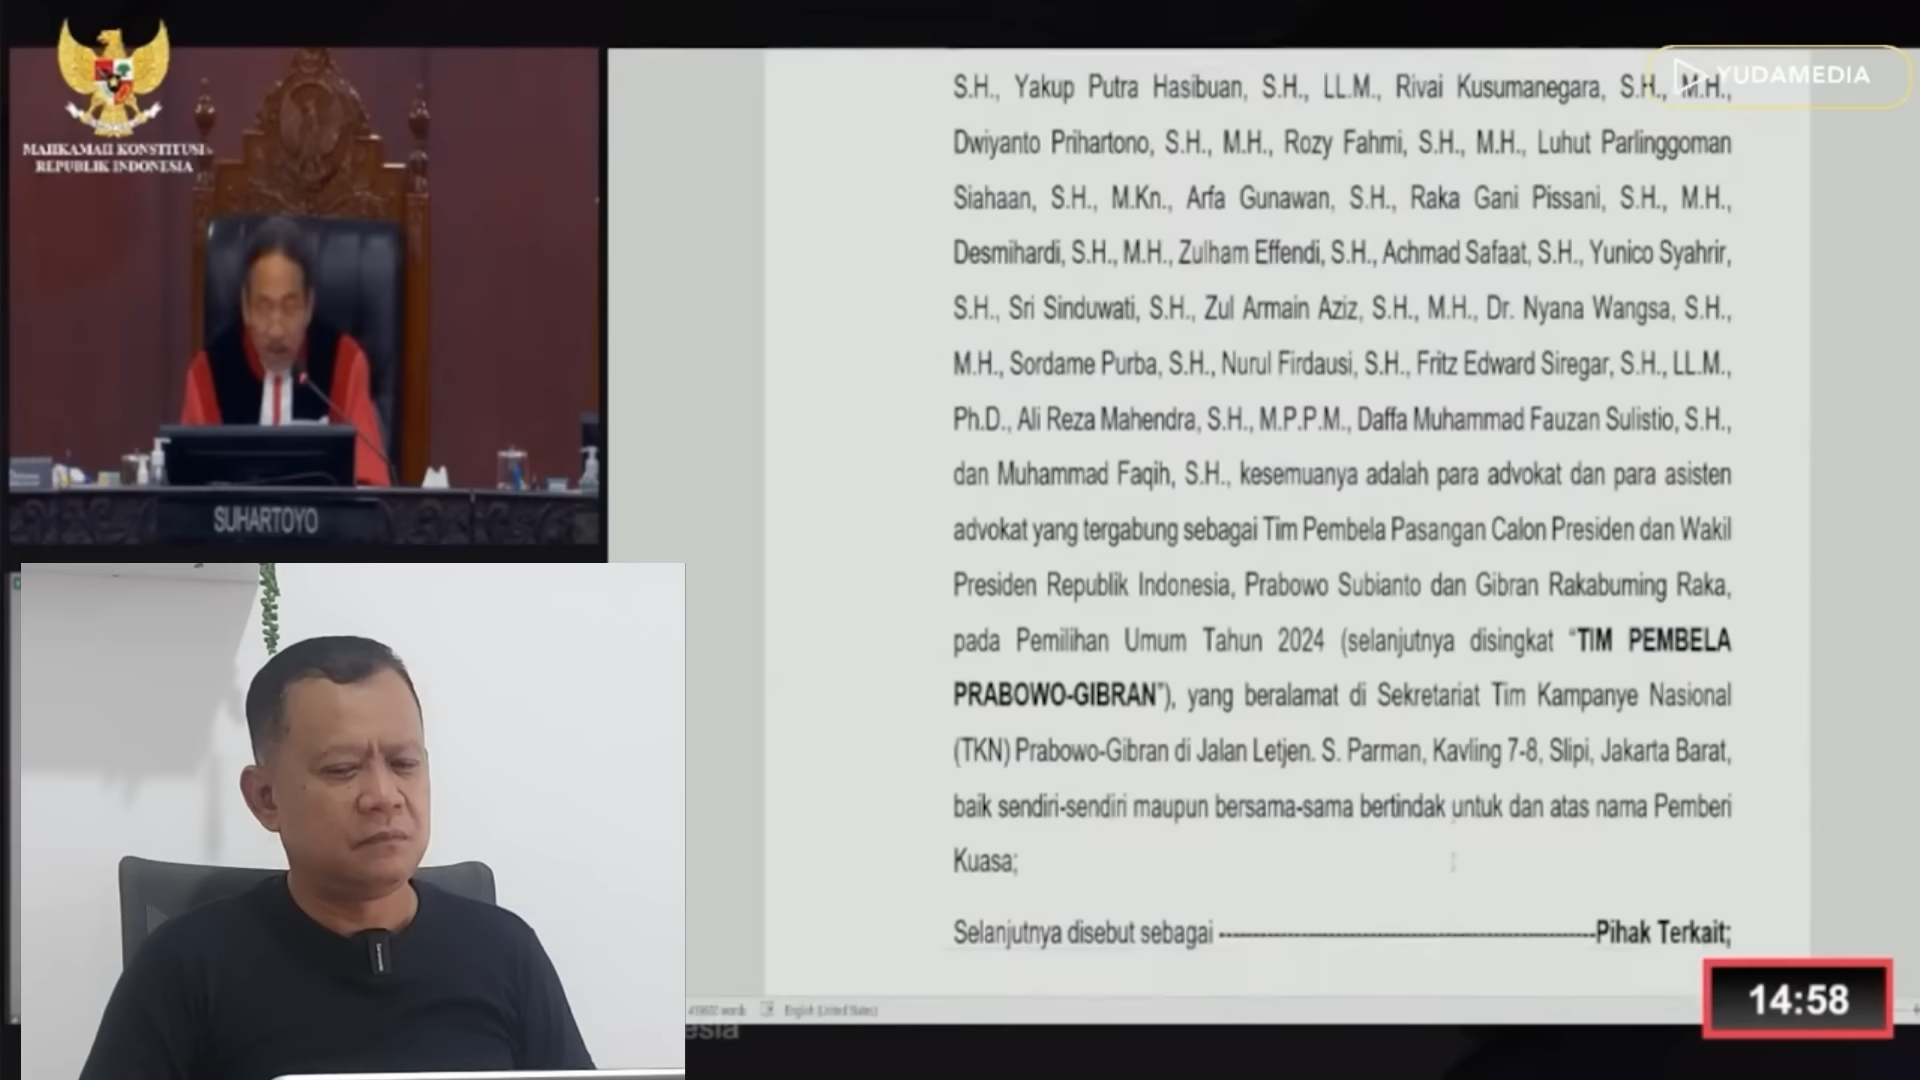 MAHKAMAH KONSTITUSI
REPUBLIK INDONESIA
SUHARTOYO
YUDAMEDIA
S.H., Yakup Putra Hasibuan, S.H., LL.M., Rivai Kusumanegara, S.H., M.H.,
Dwiyanto Prihartono, S.H., M.H., Rozy Fahmi, S.H., M.H., Luhut Parlinggoman
Siahaan, S.H., M.Kn., Arfa Gunawan, S.H., Raka Gani Pissani, S.H., M.H.,
Desmihardi, S.H., M.H., Zulham Effendi, S.H., Achmad Safaat, S.H., Yunico Syahrir,
S.H., Sri Sinduwati, S.H., Zul Armain Aziz, S.H., M.H., Dr. Nyana Wangsa, S.H.,
M.H., Sordame Purba, S.H., Nurul Firdausi, S.H., Fritz Edward Siregar, S.H., LL.M.,
Ph.D., Ali Reza Mahendra, S.H., M.P.P.M., Daffa Muhammad Fauzan Sulistio, S.H.,
dan Muhammad Faqih, S.H., kesemuanya adalah para advokat dan para asisten
advokat yang tergabung sebagai Tim Pembela Pasangan Calon Presiden dan Wakil
Presiden Republik Indonesia, Prabowo Subianto dan Gibran Rakabuming Raka,
pada Pemilihan Umum Tahun 2024 (selanjutnya disingkat “TIM PEMBELA
PRABOWO-GIBRAN”), yang beralamat di Sekretariat Tim Kampanye Nasional
(TKN) Prabowo-Gibran di Jalan Letjen. S. Parman, Kavling 7-8, Slipi, Jakarta Barat,
baik sendiri-sendiri maupun bersama-sama bertindak untuk dan atas nama Pemberi
Kuasa;
Selanjutnya disebut sebagai ----------------------------------------Pihak Terkait;
words English (United States)
esia
14:58